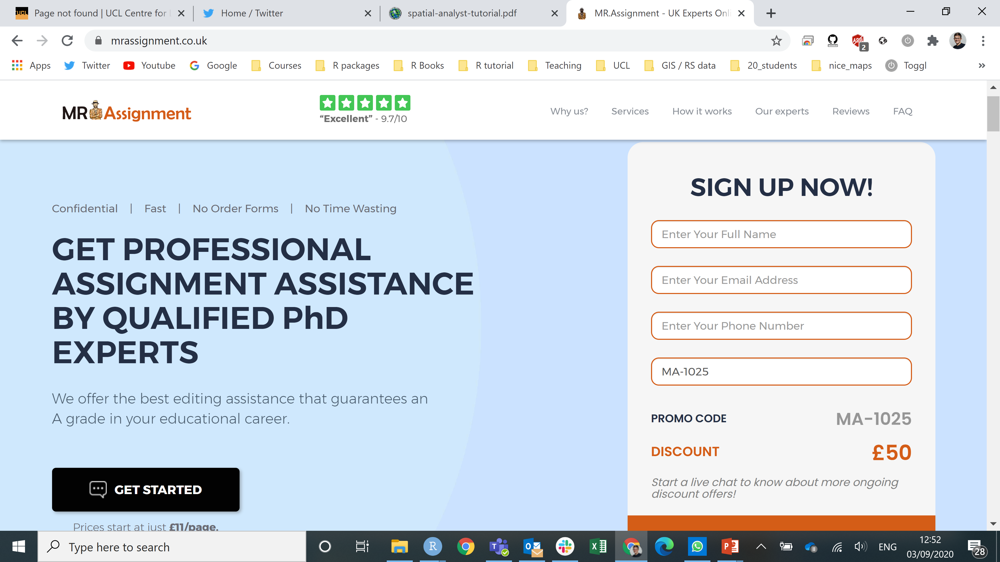 Page not found | UCL Centre for
Home / Twitter
spatial-analyst-tutorial.pdf
MR.Assignment - UK Experts Onli
mrassignment.co.uk
2
Apps
Twitter
Youtube
Google
Courses
R packages
R Books
R tutorial
Teaching
UCL
GIS / RS data
20_students
nice_maps
Toggl
MR Assignment
“Excellent” - 9.7/10
Why us?
Services
How it works
Our experts
Reviews
FAQ
Confidential | Fast | No Order Forms | No Time Wasting
GET PROFESSIONAL
ASSIGNMENT ASSISTANCE
BY QUALIFIED PhD
EXPERTS
We offer the best editing assistance that guarantees an
A grade in your educational career.
GET STARTED
Prices start at just £11/page.
SIGN UP NOW!
Enter Your Full Name
Enter Your Email Address
Enter Your Phone Number
MA-1025
PROMO CODE MA-1025
DISCOUNT £50
Start a live chat to know about more ongoing
discount offers!
Type here to search
ENG
12:52
03/09/2020
28